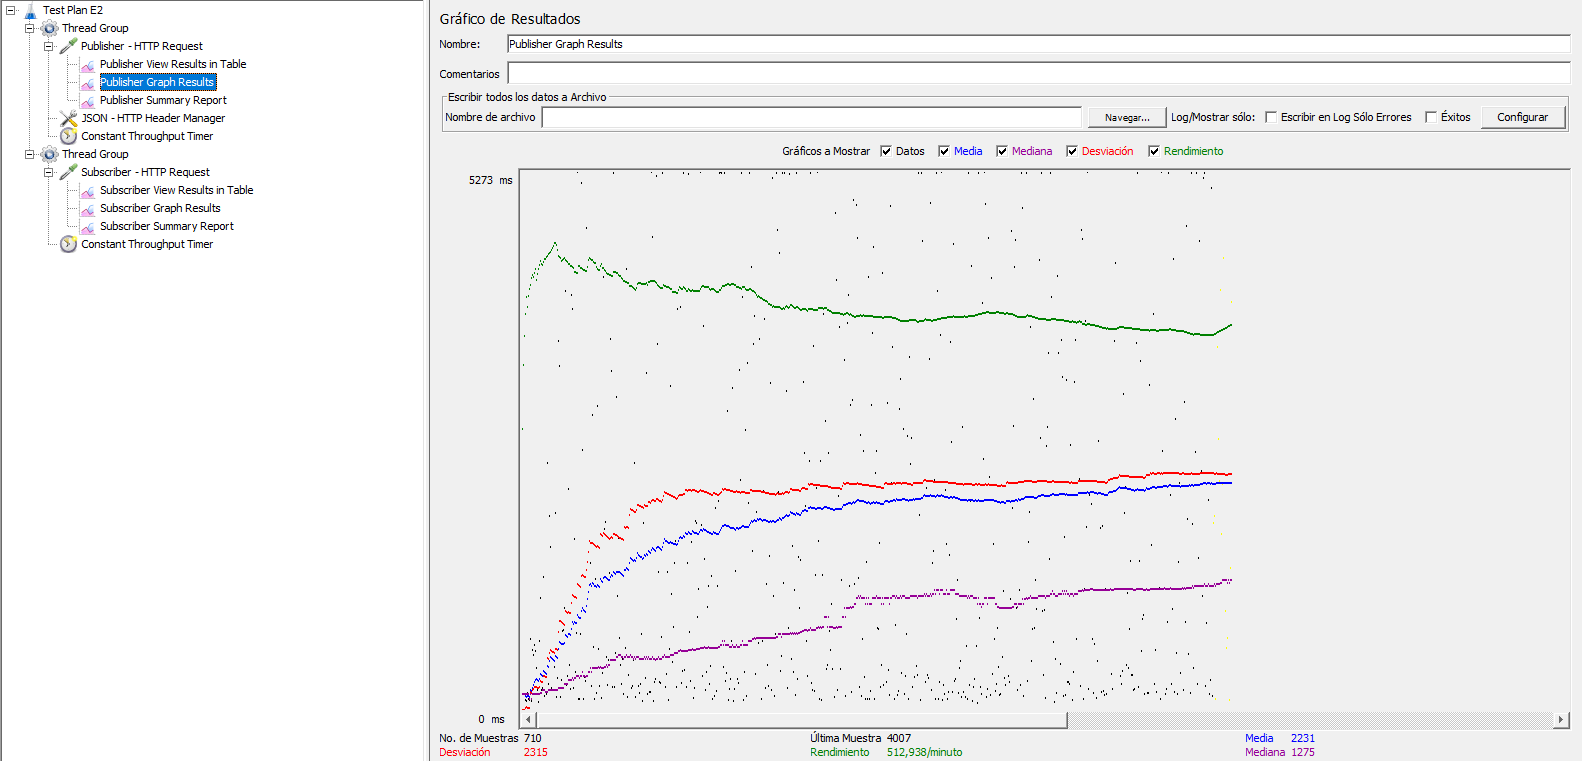 Test Plan E2
Thread Group
Publisher - HTTP Request
Publisher View Results in Table
Publisher Graph Results
Publisher Summary Report
JSON - HTTP Header Manager
Constant Throughput Timer
Thread Group
Subscriber - HTTP Request
Subscriber View Results in Table
Subscriber Graph Results
Subscriber Summary Report
Constant Throughput Timer
Gráfico de Resultados
Nombre: Publisher Graph Results
Comentarios
Escribir todos los datos a Archivo
Nombre de archivo Navegar... Log/Mostrar sólo: Escribir en Log Sólo Errores Éxitos Configurar
Gráficos a Mostrar Datos Media Mediana Desviación Rendimiento
5273 ms
0 ms
No. de Muestras 710 Última Muestra 4007 Media 2231
Desviación 2315 Rendimiento 512,938/minuto Mediana 1275